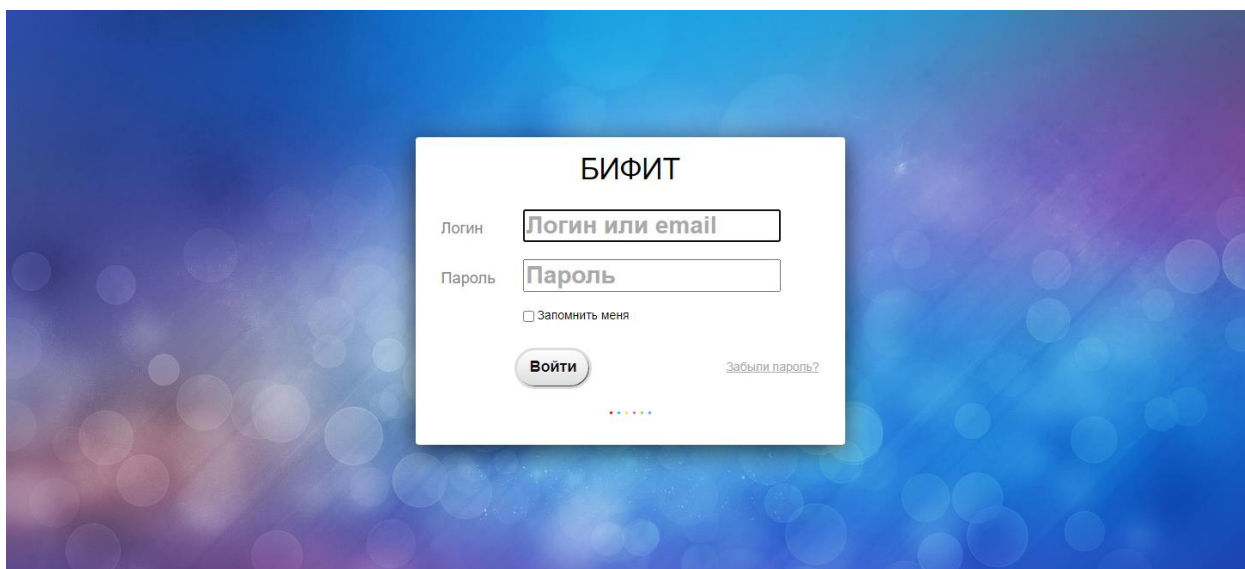 БИФИТ
Логин
Логин или email
Пароль
Пароль
Запомнить меня
Войти
Забыли пароль?